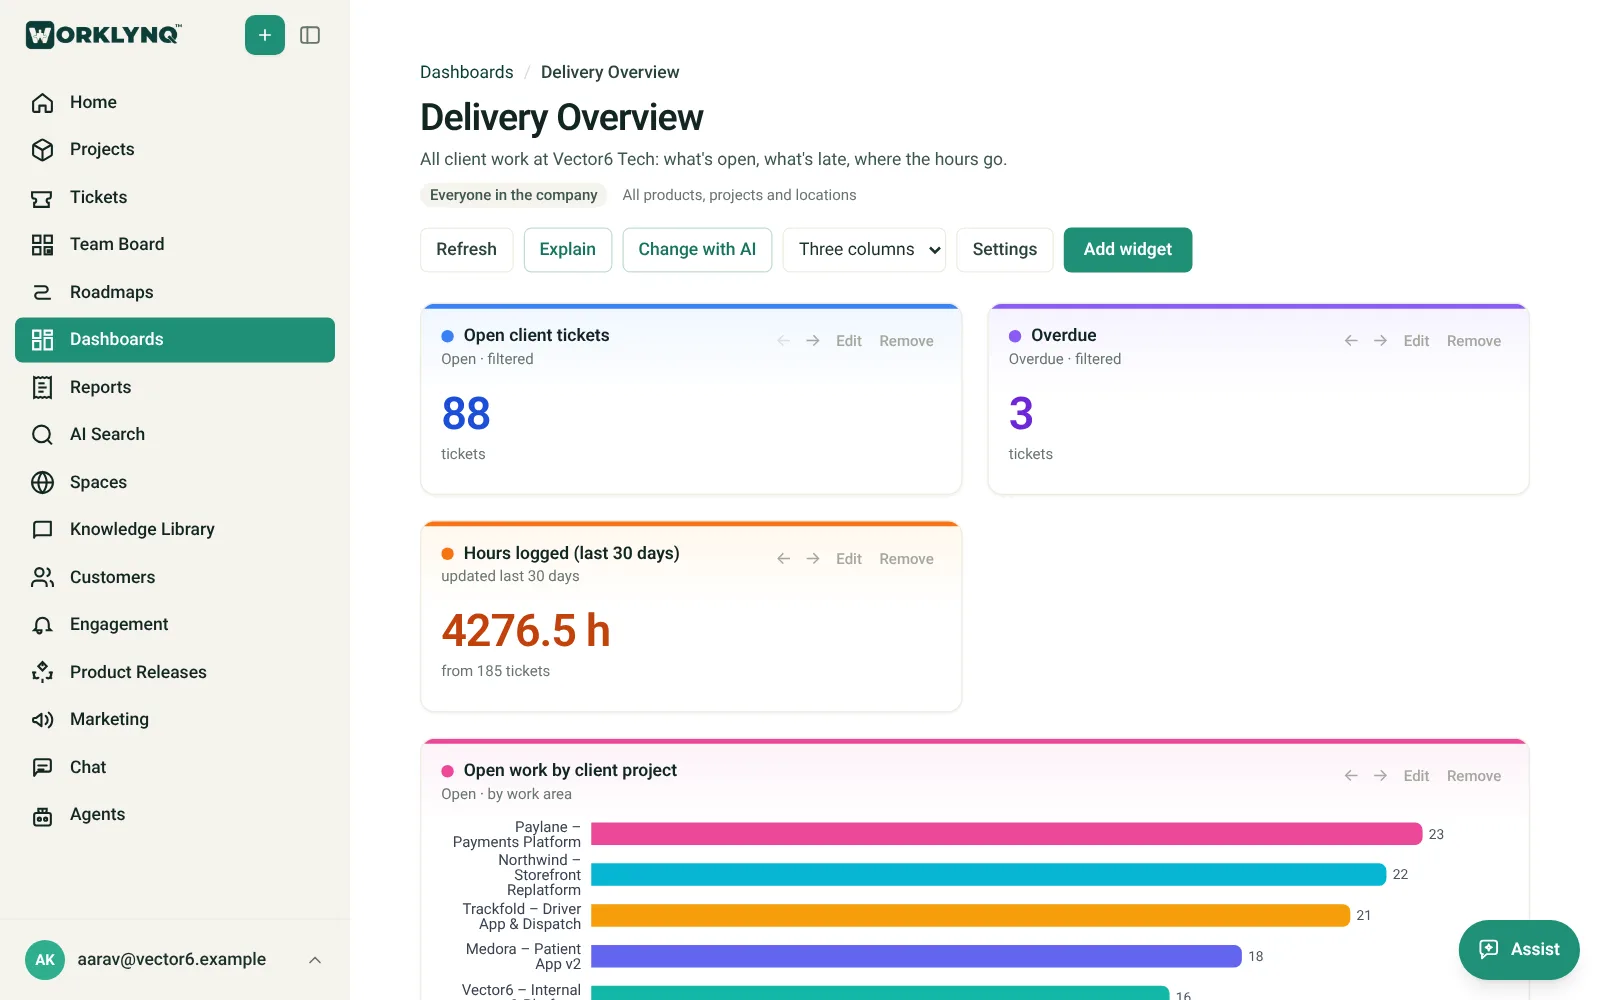 WORKLYNQ™
Home
Projects
Tickets
Team Board
Roadmaps
Dashboards
Reports
AI Search
Spaces
Knowledge Library
Customers
Engagement
Product Releases
Marketing
Chat
Agents
AK aarav@vector6.example
Dashboards / Delivery Overview
Delivery Overview
All client work at Vector6 Tech: what's open, what's late, where the hours go.
Everyone in the company All products, projects and locations
Refresh Explain Change with AI Three columns Settings Add widget
Open client tickets ← → Edit Remove
Open · filtered
88
tickets
Overdue ← → Edit Remove
Overdue · filtered
3
tickets
Hours logged (last 30 days) ← → Edit Remove
updated last 30 days
4276.5 h
from 185 tickets
Open work by client project ← → Edit Remove
Open · by work area
Paylane –
Payments Platform 23
Northwind –
Storefront 22
Replatform
Trackfold – Driver
App & Dispatch 21
Medora – Patient
App v2 18
Vector6 – Internal
16
Assist